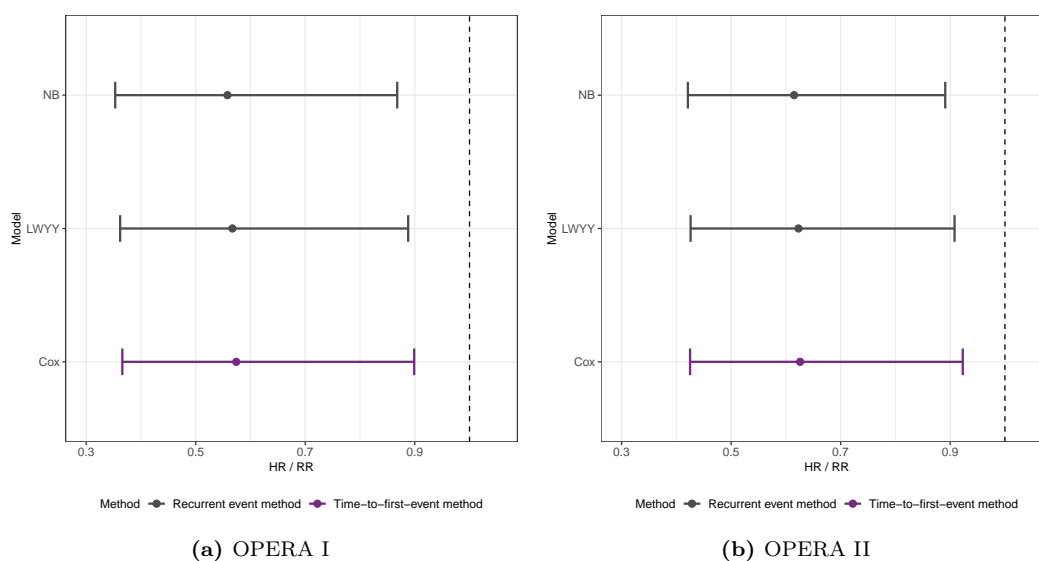 Model
NB
LWYY
Cox
0.3 0.5 0.7 0.9
HR / RR
Method Recurrent event method Time−to−first−event method
(a) OPERA I
Model
NB
LWYY
Cox
0.3 0.5 0.7 0.9
HR / RR
Method Recurrent event method Time−to−first−event method
(b) OPERA II